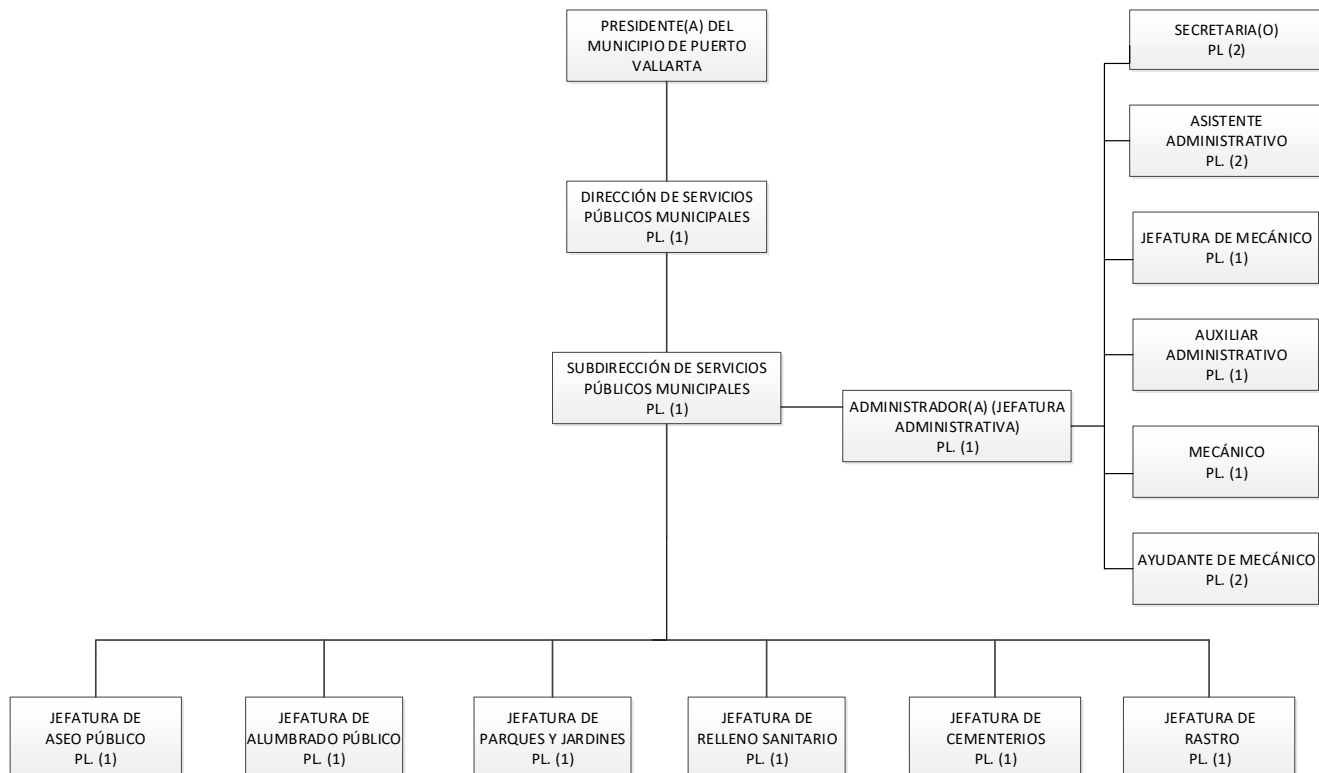 PRESIDENTE(A) DEL
MUNICIPIO DE PUERTO
VALLARTA
DIRECCIÓN DE SERVICIOS
PÚBLICOS MUNICIPALES
PL. (1)
SUBDIRECCIÓN DE SERVICIOS
PÚBLICOS MUNICIPALES
PL. (1)
ADMINISTRADOR(A) (JEFATURA
ADMINISTRATIVA)
PL. (1)
SECRETARIA(O)
PL (2)
ASISTENTE
ADMINISTRATIVO
PL. (2)
JEFATURA DE MECÁNICO
PL. (1)
AUXILIAR
ADMINISTRATIVO
PL. (1)
MECÁNICO
PL. (1)
AYUDANTE DE MECÁNICO
PL. (2)
JEFATURA DE
ASEO PÚBLICO
PL. (1)
JEFATURA DE
ALUMBRADO PÚBLICO
PL. (1)
JEFATURA DE
PARQUES Y JARDINES
PL. (1)
JEFATURA DE
RELLENO SANITARIO
PL. (1)
JEFATURA DE
CEMENTERIOS
PL. (1)
JEFATURA DE
RASTRO
PL. (1)